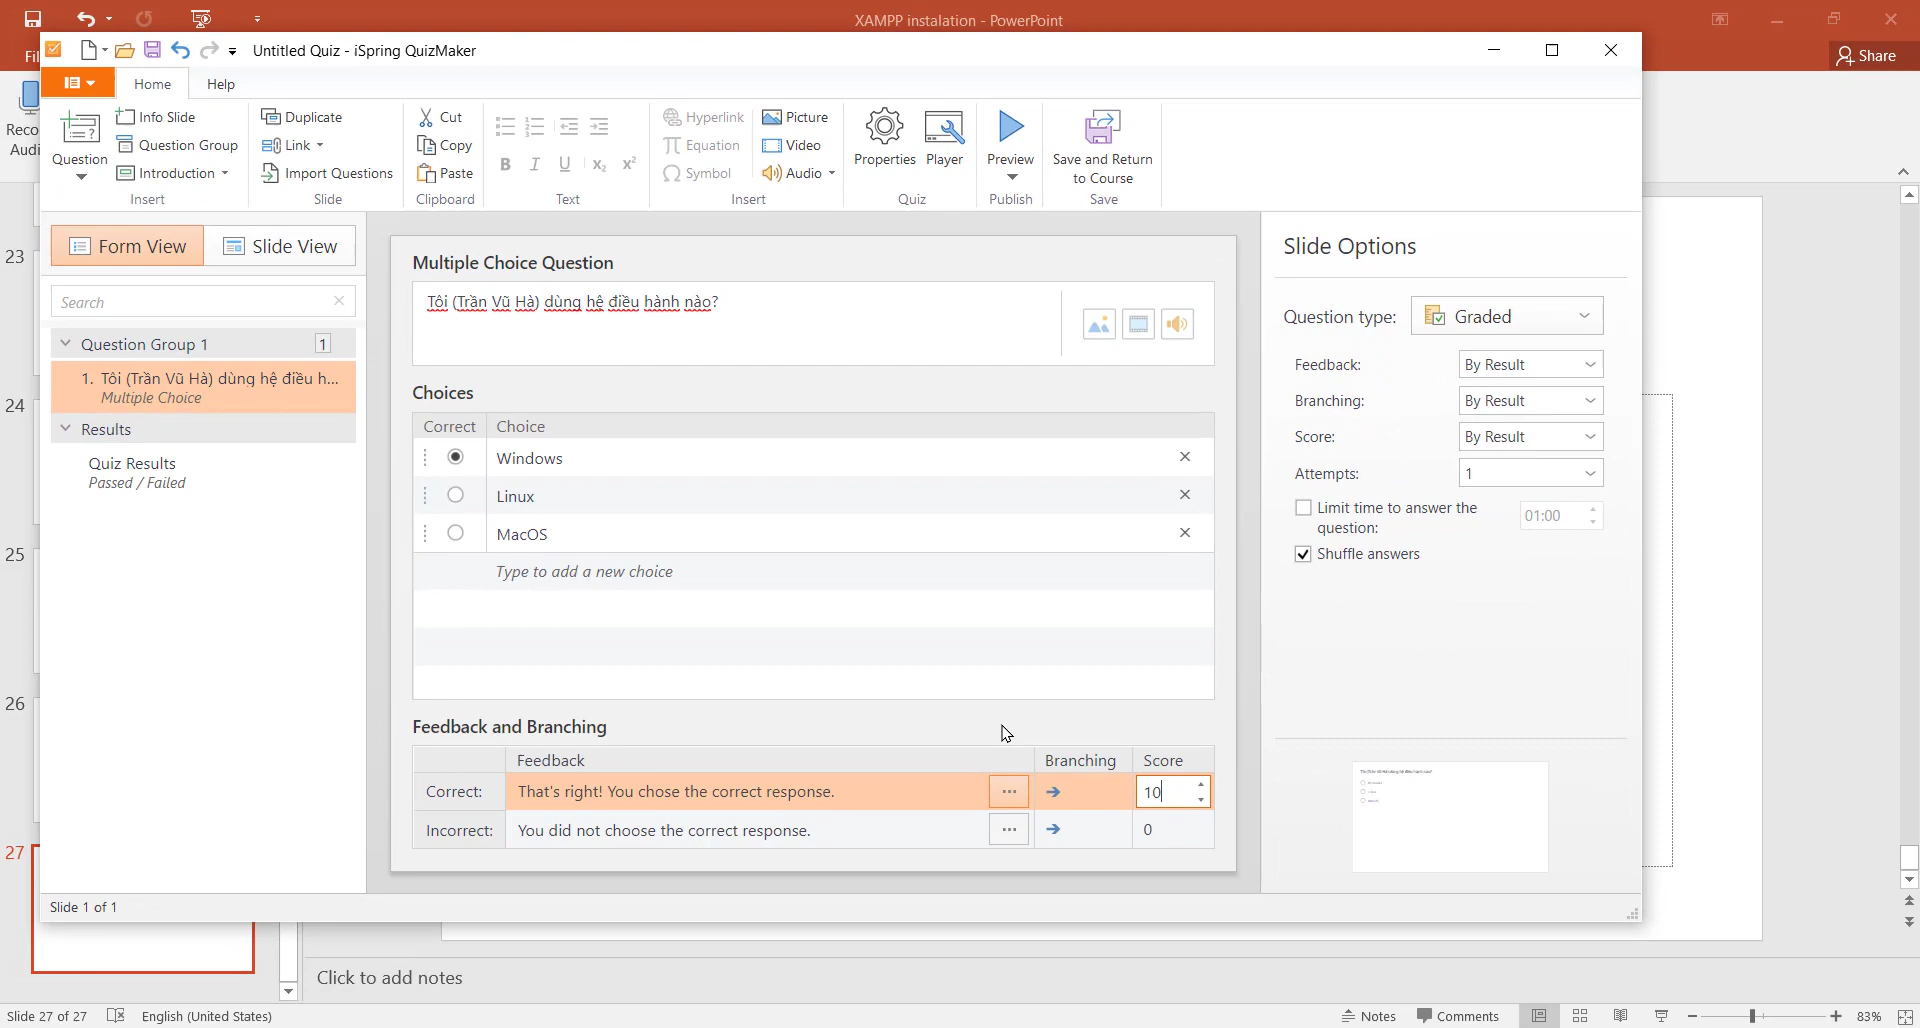 XAMPP instalation - PowerPoint
Share
Untitled Quiz - iSpring QuizMaker
Home
Help
Question
Info Slide
Question Group
Introduction
Insert
Duplicate
Link
Import Questions
Slide
Cut
Copy
Paste
Clipboard
B I U x₂ x²
Text
Hyperlink
Equation
Symbol
Picture
Video
Audio
Insert
Properties
Player
Quiz
Preview
Publish
Save and Return
to Course
Save
Form View
Slide View
Search
Question Group 1
1
1. Tôi (Trần Vũ Hà) dùng hệ điều h...
Multiple Choice
Results
Quiz Results
Passed / Failed
Multiple Choice Question
Tôi (Trần Vũ Hà) dùng hệ điều hành nào?
Choices
Correct
Choice
Windows
Linux
MacOS
Type to add a new choice
Feedback and Branching
Feedback
Branching
Score
Correct:
That's right! You chose the correct response.
10
Incorrect:
You did not choose the correct response.
0
Slide Options
Question type:
Graded
Feedback:
By Result
Branching:
By Result
Score:
By Result
Attempts:
1
Limit time to answer the
question:
01:00
Shuffle answers
Slide 1 of 1
23
24
25
26
27
Click to add notes
Slide 27 of 27
English (United States)
Notes
Comments
83%